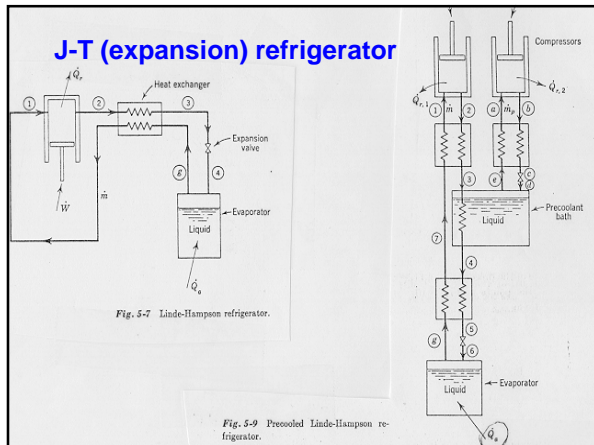 J-T (expansion) refrigerator
Q̇r
1
2
Heat exchanger
3
Expansion
valve
g
4
Ẇ
ṁ
Evaporator
Liquid
Q̇a
Fig. 5-7 Linde-Hampson refrigerator.
Compressors
Q̇r,1
Q̇r,2
1
ṁ
2
a
ṁp
b
3
e
c
d
Precoolant
bath
Liquid
7
4
g
5
6
Liquid
Evaporator
Q̇a
Fig. 5-9 Precooled Linde-Hampson re-
frigerator.